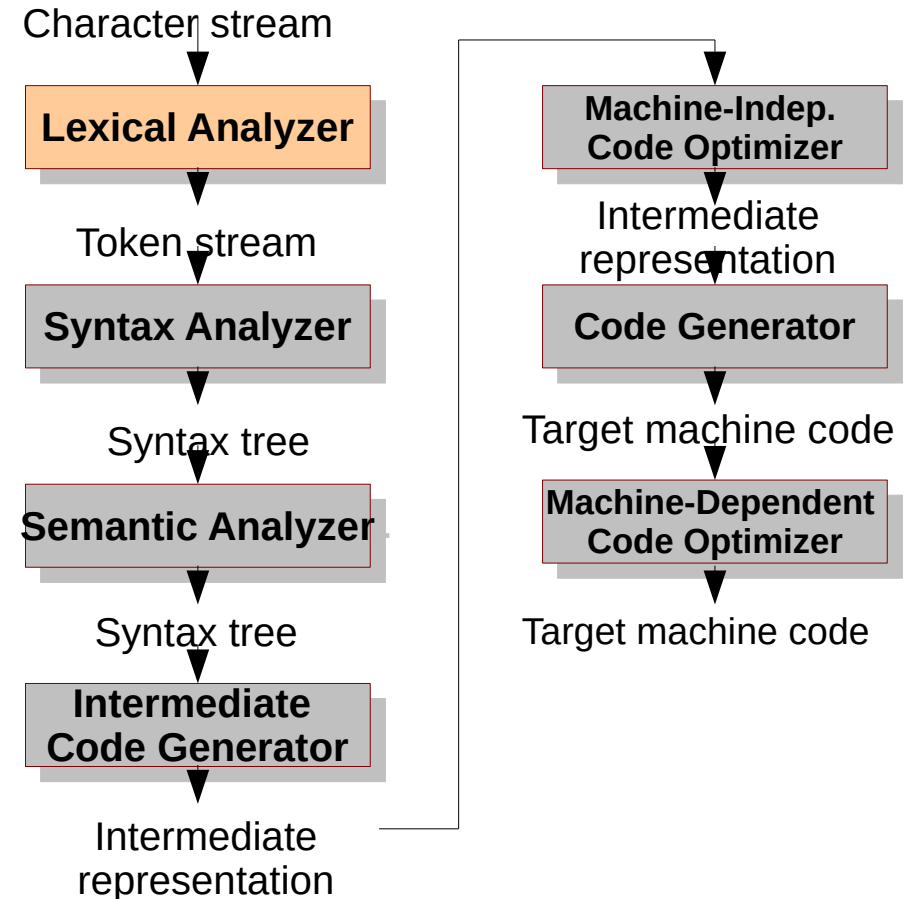 Character stream
Lexical Analyzer
Token stream
Syntax Analyzer
Syntax tree
Semantic Analyzer
Syntax tree
Intermediate
Code Generator
Intermediate
representation
Machine-Indep.
Code Optimizer
Intermediate
representation
Code Generator
Target machine code
Machine-Dependent
Code Optimizer
Target machine code